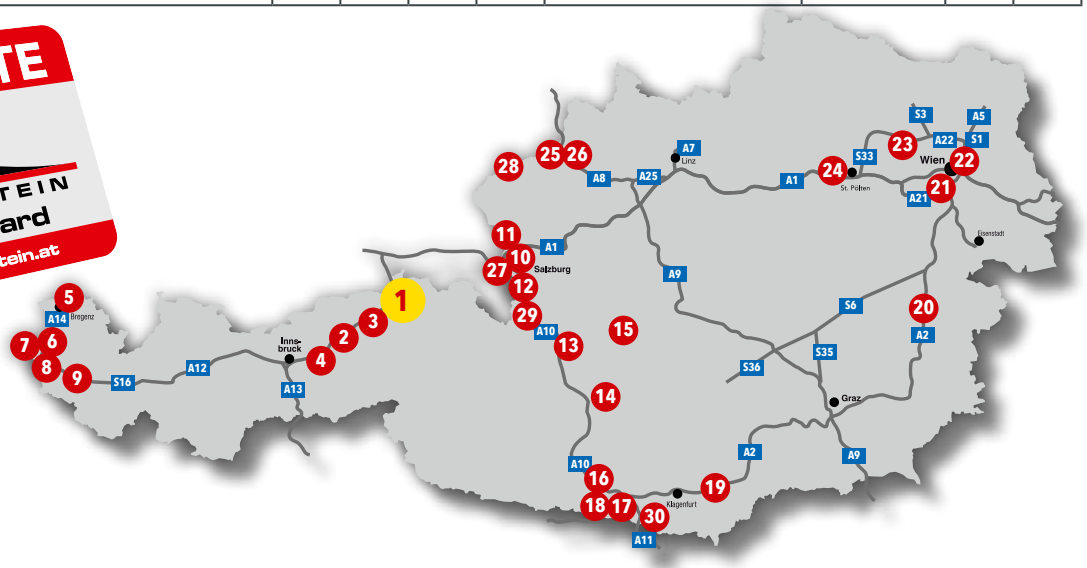 TE
TEIN
ard
tein.at
S3
A5
23
A22
S1
A7
Linz
25
26
28
S33
Wien
22
24
St. Pölten
A8
A25
A1
A21
21
11
A1
10
Salzburg
27
Eisenstadt
12
A9
1
5
A14
Bregenz
29
S6
20
3
2
A10
15
7
6
13
A2
Inns-
bruck
4
S35
8
A12
S36
9
S16
A13
14
Graz
A2
A9
A10
16
19
Klagenfurt
18
17
30
A11